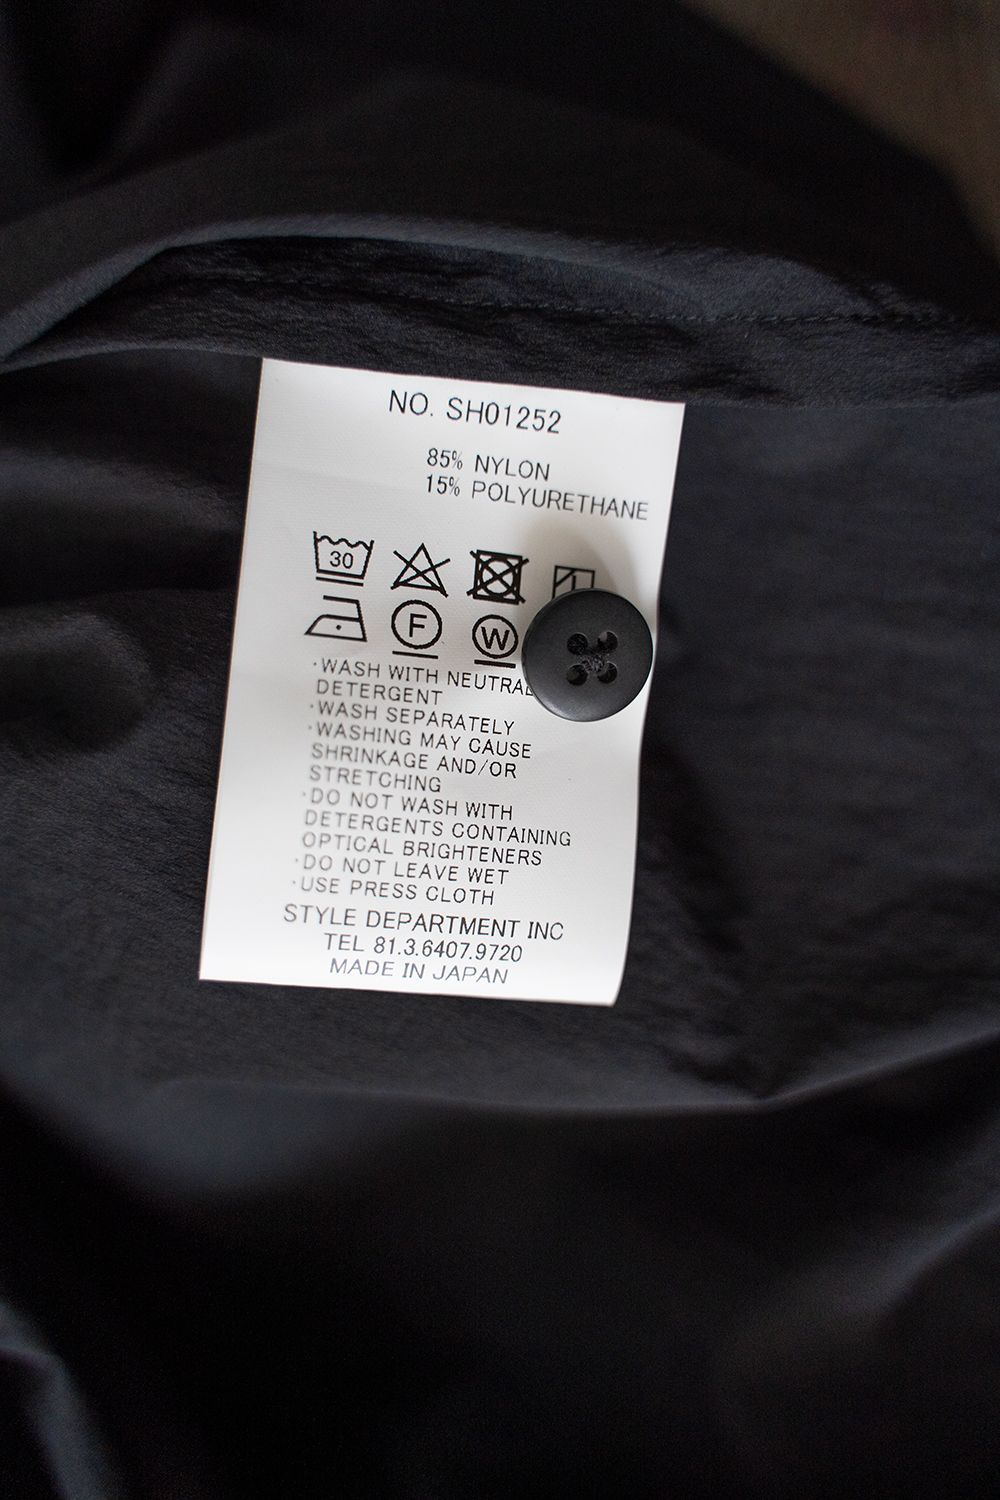 NO. SH01252
85% NYLON
15% POLYURETHANE
30
F W
·WASH WITH NEUTRAL
DETERGENT
·WASH SEPARATELY
·WASHING MAY CAUSE
SHRINKAGE AND/OR
STRETCHING
·DO NOT WASH WITH
DETERGENTS CONTAINING
OPTICAL BRIGHTENERS
·DO NOT LEAVE WET
·USE PRESS CLOTH
STYLE DEPARTMENT INC
TEL 81.3.6407.9720
MADE IN JAPAN